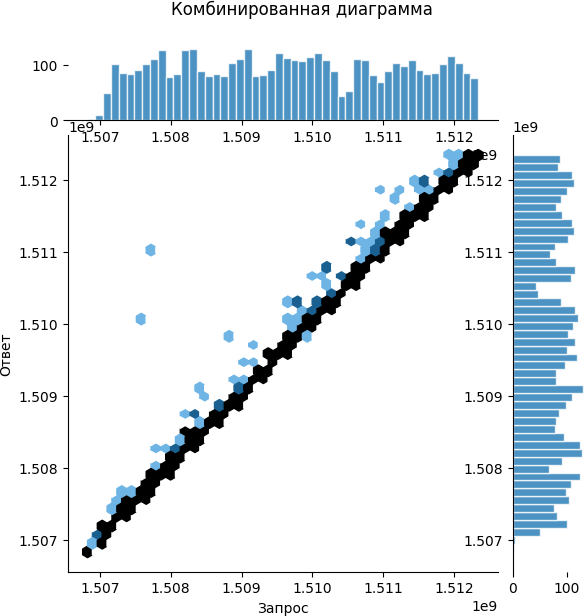 Комбинированная диаграмма
100
0
1e9
1.507 1.508 1.509 1.510 1.511 1.512
1e9
1e9
1.512 1.512
1.511 1.511
1.510 1.510
Ответ
1.509 1.509
1.508 1.508
1.507 1.507
1.507 1.508 1.509 1.510 1.511 1.512 0 100
Запрос 1e9